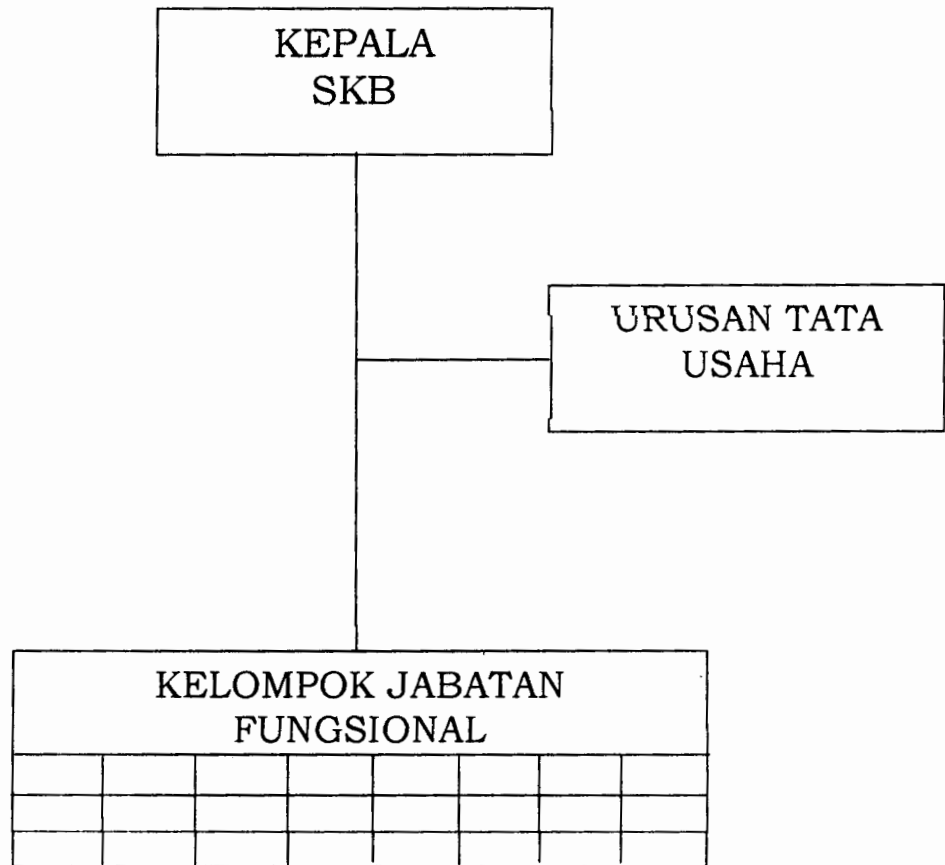 KEPALA
SKB
URUSAN TATA
USAHA
KELOMPOK JABATAN
FUNGSIONAL